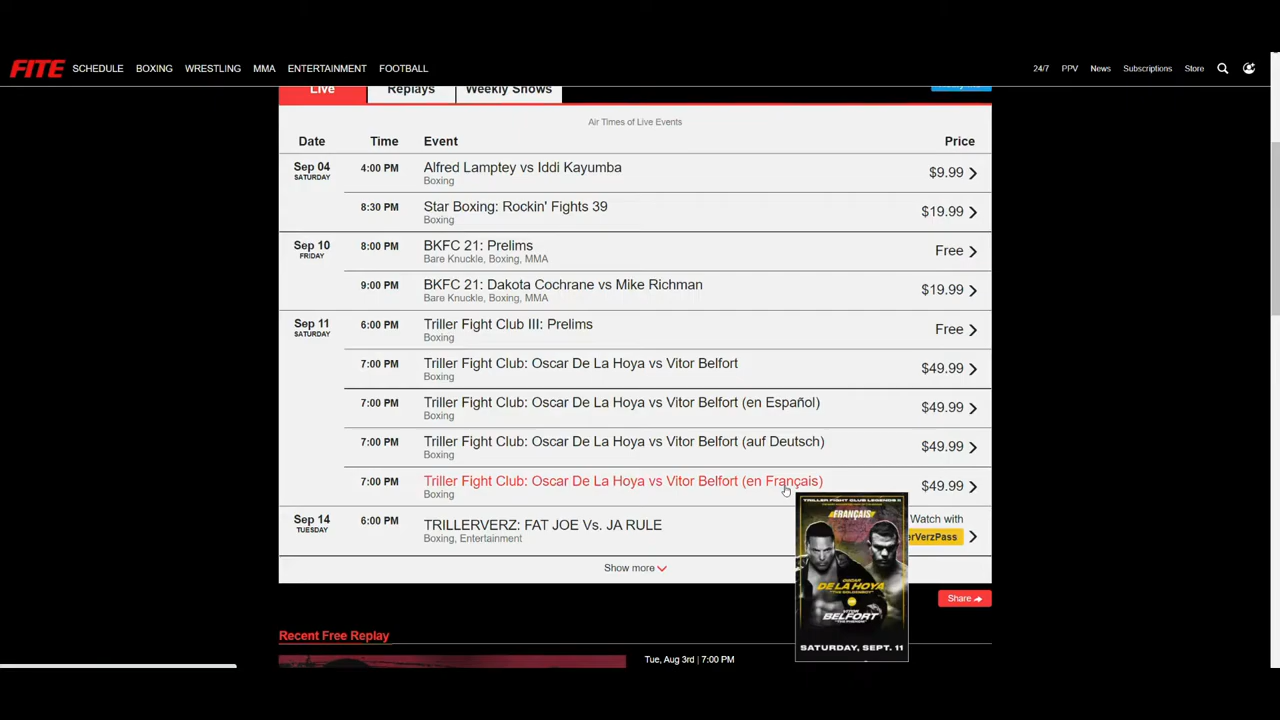 FITE SCHEDULE BOXING WRESTLING MMA ENTERTAINMENT FOOTBALL 24/7 PPV News Subscriptions Store
Live Replays Weekly Shows
Air Times of Live Events
Date Time Event Price
Sep 04 4:00 PM Alfred Lamptey vs Iddi Kayumba $9.99
SATURDAY Boxing
8:30 PM Star Boxing: Rockin' Fights 39 $19.99
Boxing
Sep 10 8:00 PM BKFC 21: Prelims Free
FRIDAY Bare Knuckle, Boxing, MMA
9:00 PM BKFC 21: Dakota Cochrane vs Mike Richman $19.99
Bare Knuckle, Boxing, MMA
Sep 11 6:00 PM Triller Fight Club III: Prelims Free
SATURDAY Boxing
7:00 PM Triller Fight Club: Oscar De La Hoya vs Vitor Belfort $49.99
Boxing
7:00 PM Triller Fight Club: Oscar De La Hoya vs Vitor Belfort (en Español) $49.99
Boxing
7:00 PM Triller Fight Club: Oscar De La Hoya vs Vitor Belfort (auf Deutsch) $49.99
Boxing
7:00 PM Triller Fight Club: Oscar De La Hoya vs Vitor Belfort (en Français) $49.99
Boxing
Sep 14 6:00 PM TRILLERVERZ: FAT JOE Vs. JA RULE Watch with
TUESDAY Boxing, Entertainment erVerzPass
Show more
TRILLER FIGHT CLUB LEGENDS II
FRANÇAIS
OSCAR
DE LA HOYA
"THE GOLDEN BOY"
VITOR
BELFORT
SATURDAY, SEPT. 11
Share
Recent Free Replay
Tue, Aug 3rd | 7:00 PM